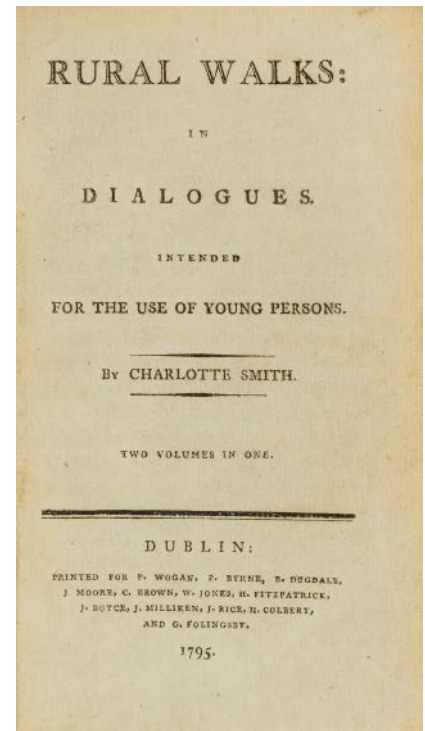 RURAL WALKS:
IN
DIALOGUES.
INTENDED
FOR THE USE OF YOUNG PERSONS.
BY CHARLOTTE SMITH.
TWO VOLUMES IN ONE.
DUBLIN:
PRINTED FOR P. WOGAN, P. BYRNE, B. DUGDALE,
J MOORE, C. BROWN, W. JONES, H. FITZPATRICK,
J. BOYCE, J. MILLIKEN, J. RICE, H. COLBERT,
AND G. FOLINGSBY.
1795.